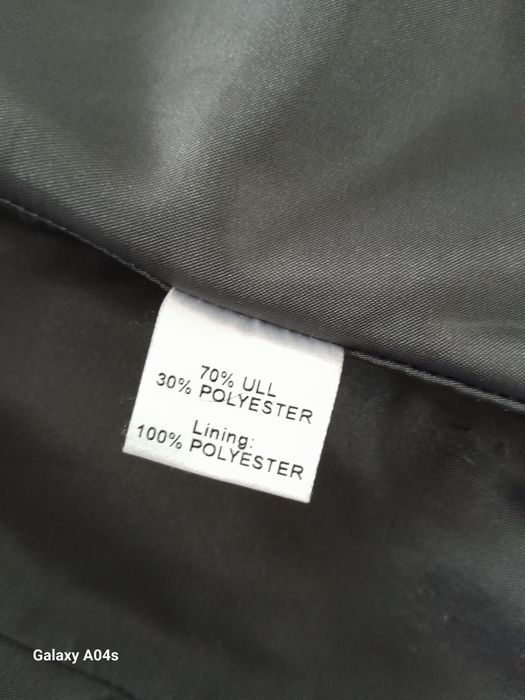 70% ULL
30% POLYESTER
Lining:
100% POLYESTER
Galaxy A04s